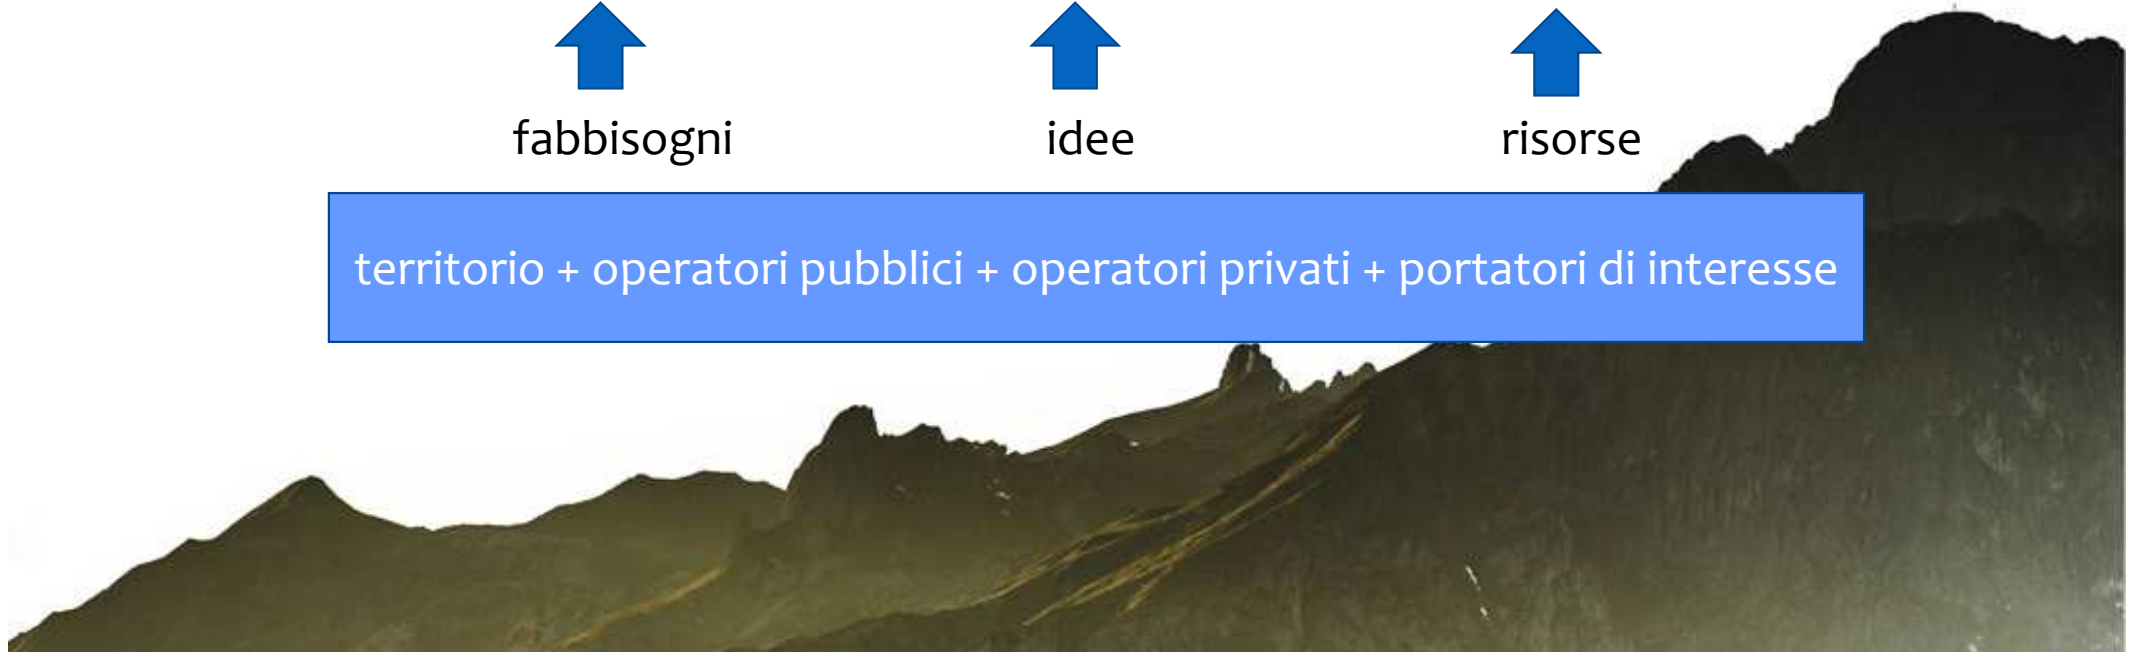 fabbisogni idee risorse
territorio + operatori pubblici + operatori privati + portatori di interesse